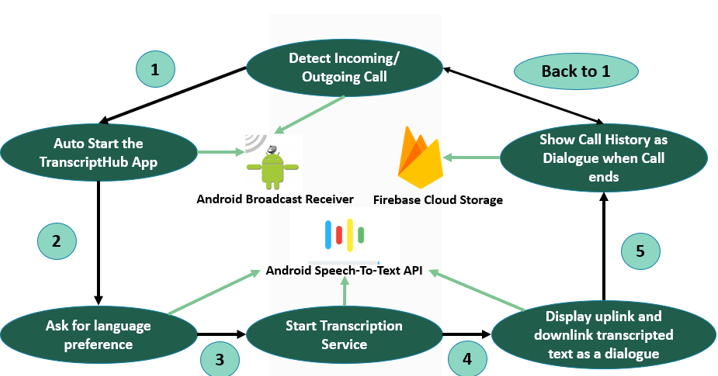 1
Detect Incoming/
Outgoing Call
Back to 1
Auto Start the
TranscriptHub App
Show Call History as
Dialogue when Call
ends
Android Broadcast Receiver
Firebase Cloud Storage
2
5
Android Speech-To-Text API
Ask for language
preference
Start Transcription
Service
Display uplink and
downlink transcripted
text as a dialogue
3
4